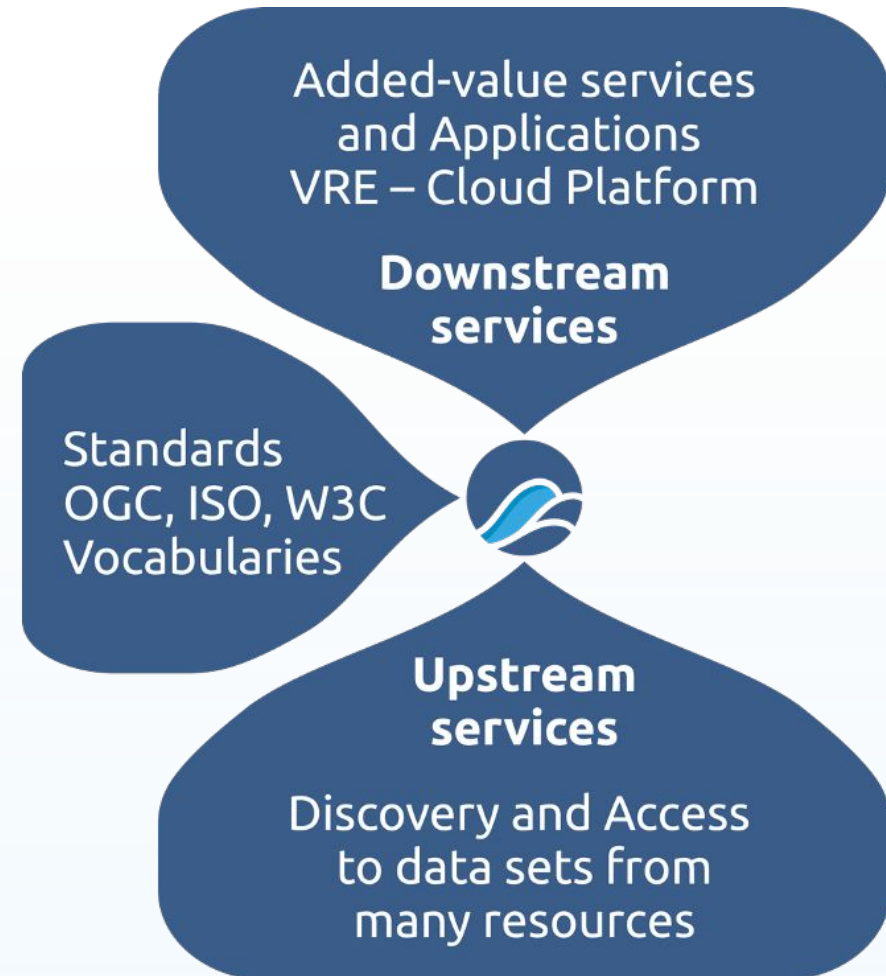 Added-value services
and Applications
VRE – Cloud Platform
Downstream
services
Standards
OGC, ISO, W3C
Vocabularies
Upstream
services
Discovery and Access
to data sets from
many resources